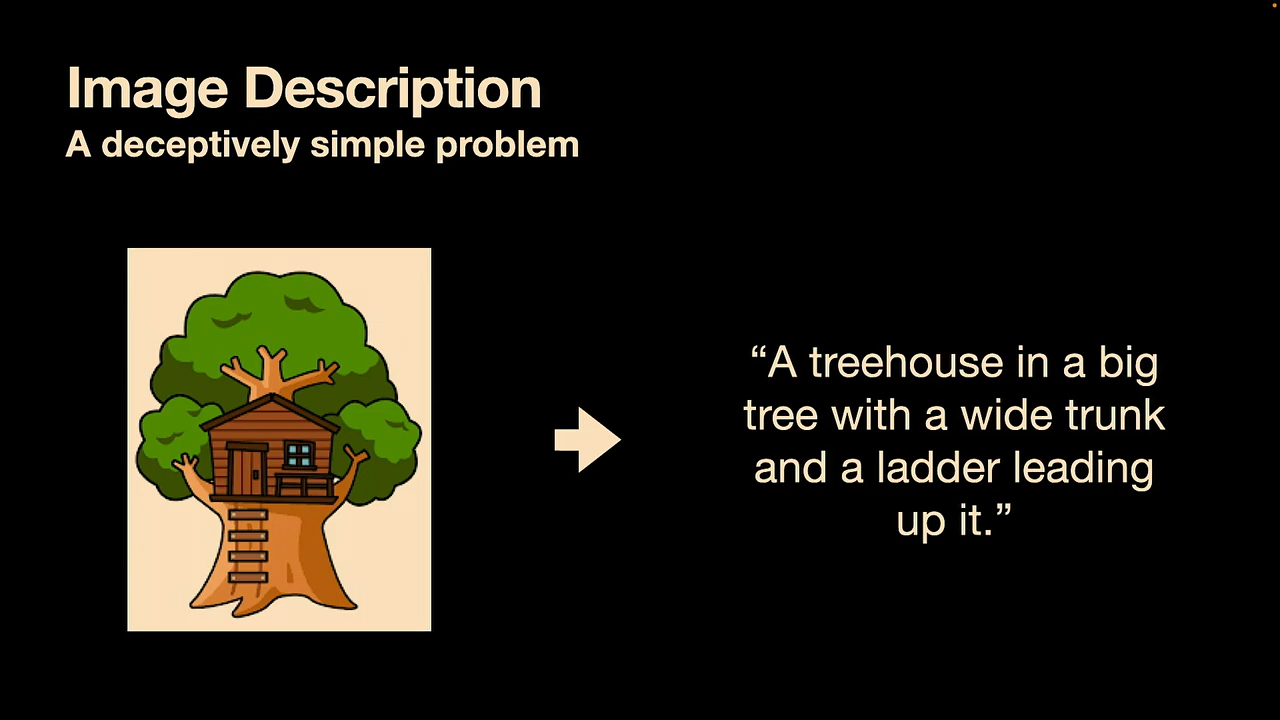 Image Description
A deceptively simple problem
“A treehouse in a big
tree with a wide trunk
and a ladder leading
up it.”